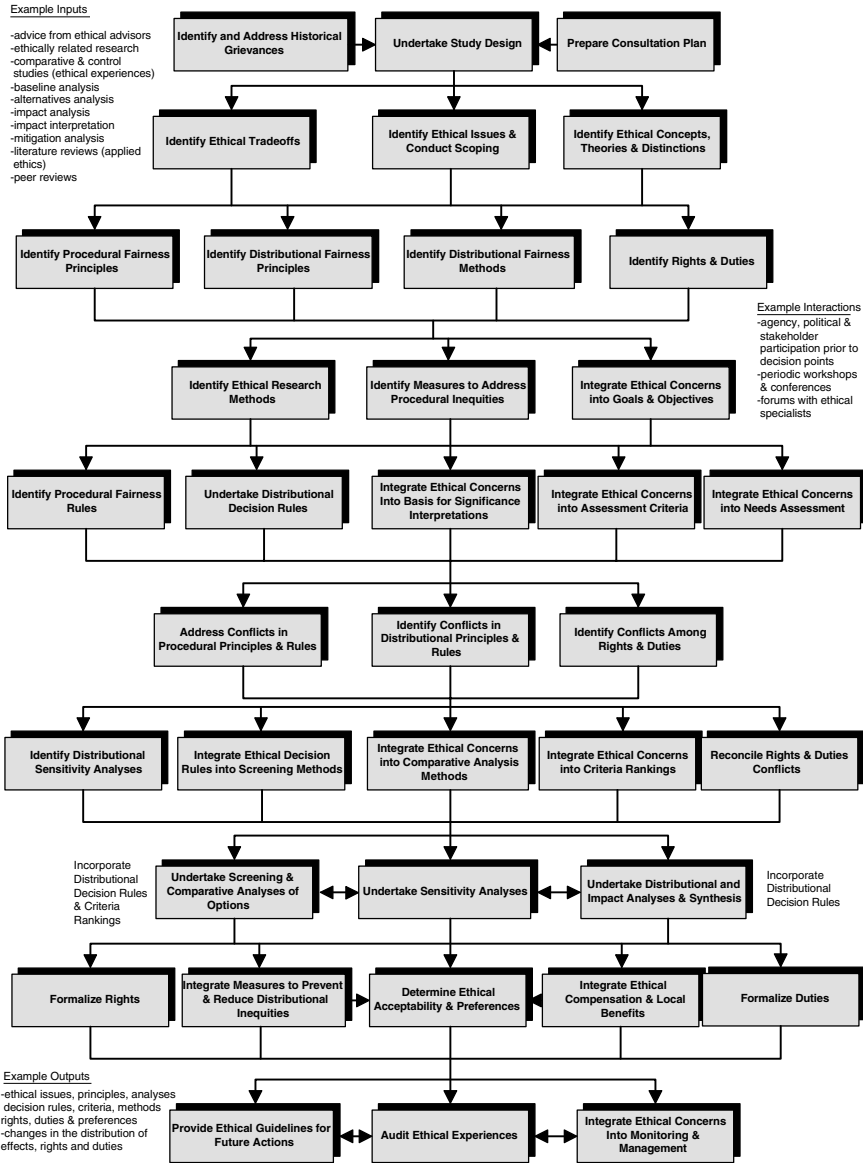 Example Inputs
-advice from ethical advisors
-ethically related research
-comparative & control
studies (ethical experiences)
-baseline analysis
-alternatives analysis
-impact analysis
-impact interpretation
-mitigation analysis
-literature reviews (applied
ethics)
-peer reviews
Identify and Address Historical
Grievances
Undertake Study Design
Prepare Consultation Plan
Identify Ethical Tradeoffs
Identify Ethical Issues &
Conduct Scoping
Identify Ethical Concepts,
Theories & Distinctions
Identify Procedural Fairness
Principles
Identify Distributional Fairness
Principles
Identify Distributional Fairness
Methods
Identify Rights & Duties
Example Interactions
-agency, political &
stakeholder
participation prior to
decision points
-periodic workshops
& conferences
-forums with ethical
specialists
Identify Ethical Research
Methods
Identify Measures to Address
Procedural Inequities
Integrate Ethical Concerns
into Goals & Objectives
Identify Procedural Fairness
Rules
Undertake Distributional
Decision Rules
Integrate Ethical Concerns
Into Basis for Significance
Interpretations
Integrate Ethical Concerns
into Assessment Criteria
Integrate Ethical Concerns
into Needs Assessment
Address Conflicts in
Procedural Principles & Rules
Identify Conflicts in
Distributional Principles &
Rules
Identify Conflicts Among
Rights & Duties
Identify Distributional
Sensitivity Analyses
Integrate Ethical Decision
Rules into Screening Methods
Integrate Ethical Concerns
into Comparative Analysis
Methods
Integrate Ethical Concerns
into Criteria Rankings
Reconcile Rights & Duties
Conflicts
Incorporate
Distributional
Decision Rules
& Criteria
Rankings
Undertake Screening &
Comparative Analyses of
Options
Undertake Sensitivity Analyses
Undertake Distributional and
Impact Analyses & Synthesis
Incorporate
Distributional
Decision Rules
Formalize Rights
Integrate Measures to Prevent
& Reduce Distributional
Inequities
Determine Ethical
Acceptability & Preferences
Integrate Ethical
Compensation & Local
Benefits
Formalize Duties
Example Outputs
-ethical issues, principles, analyses
decision rules, criteria, methods
rights, duties & preferences
-changes in the distribution of
effects, rights and duties
Provide Ethical Guidelines for
Future Actions
Audit Ethical Experiences
Integrate Ethical Concerns
Into Monitoring &
Management